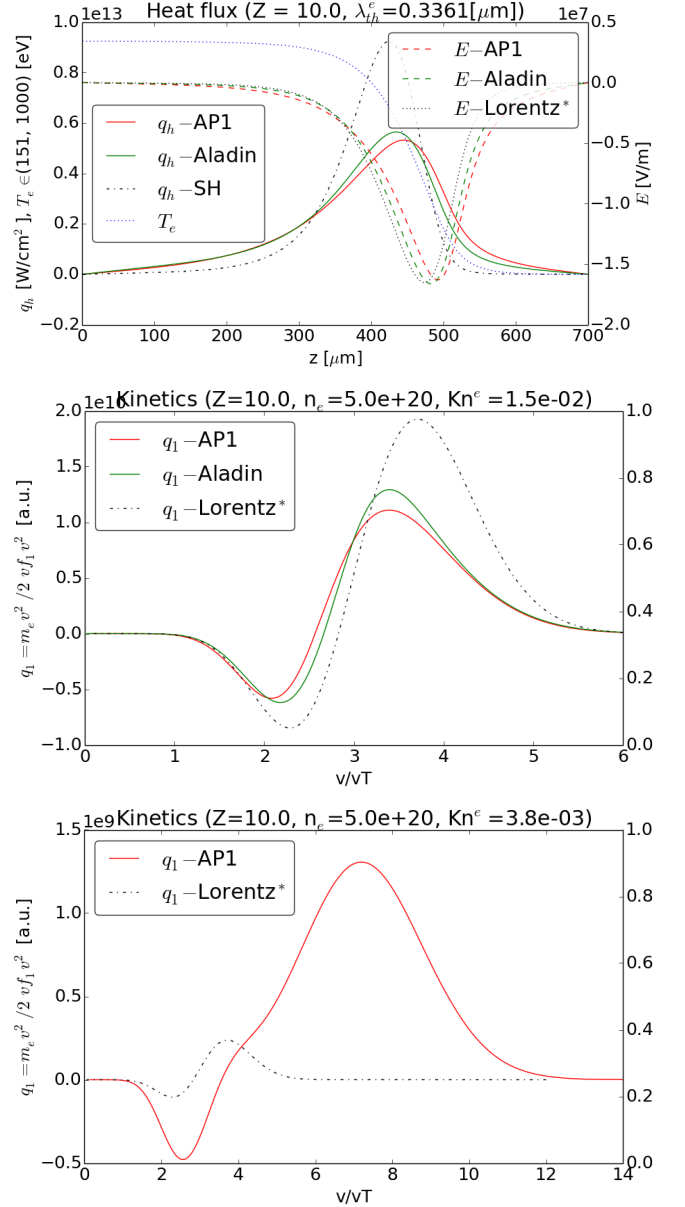 Heat flux (Z = 10.0, λ_th^e=0.3361[μm])
1e13
1e7
1.0
0.8
0.6
0.4
0.2
0.0
−0.2
q_h [W/cm²], T_e ∈(151, 1000) [eV]
q_h−AP1
q_h−Aladin
q_h−SH
T_e
E−AP1
E−Aladin
E−Lorentz*
0.5
0.0
−0.5
−1.0
−1.5
−2.0
E [V/m]
0 100 200 300 400 500 600 700
z [μm]
1e10
Kinetics (Z=10.0, n_e=5.0e+20, Kn^e=1.5e-02)
2.0
1.5
1.0
0.5
0.0
−0.5
−1.0
q_1=m_e v²/2 v f_1 v² [a.u.]
q_1−AP1
q_1−Aladin
q_1−Lorentz*
1.0
0.8
0.6
0.4
0.2
0.0
0 1 2 3 4 5 6
v/vT
1e9
Kinetics (Z=10.0, n_e=5.0e+20, Kn^e=3.8e-03)
1.5
1.0
0.5
0.0
−0.5
q_1=m_e v²/2 v f_1 v² [a.u.]
q_1−AP1
q_1−Lorentz*
1.0
0.8
0.6
0.4
0.2
0.0
0 2 4 6 8 10 12 14
v/vT